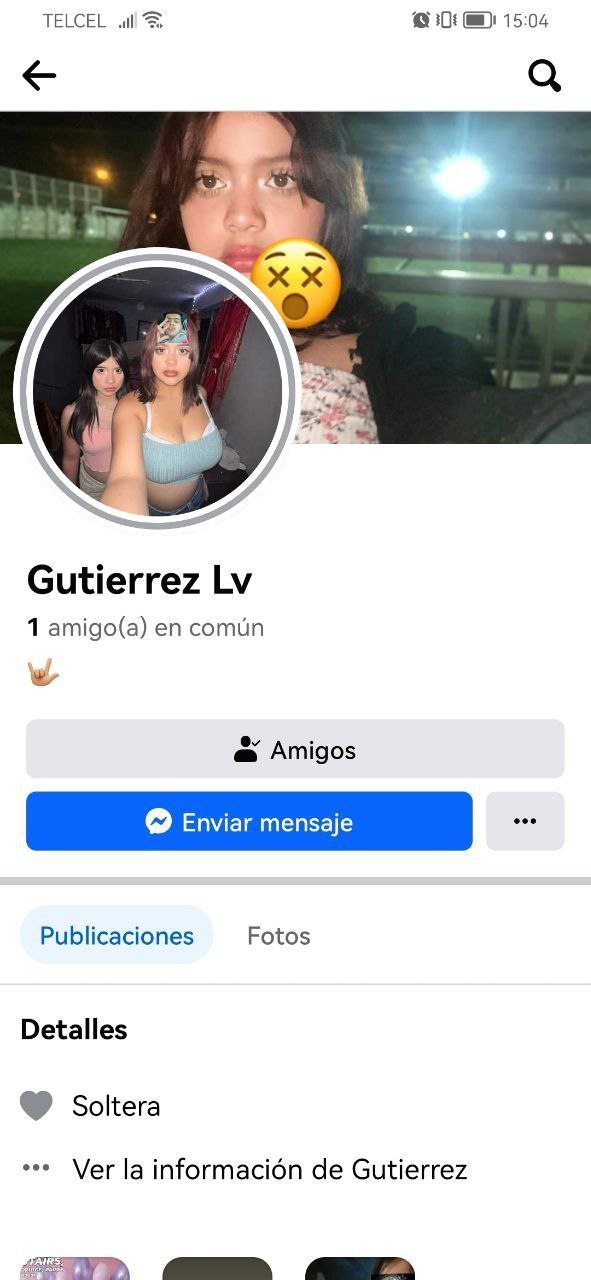 TELCEL 15:04
Gutierrez Lv
1 amigo(a) en común
Amigos
Enviar mensaje
Publicaciones
Fotos
Detalles
Soltera
Ver la información de Gutierrez